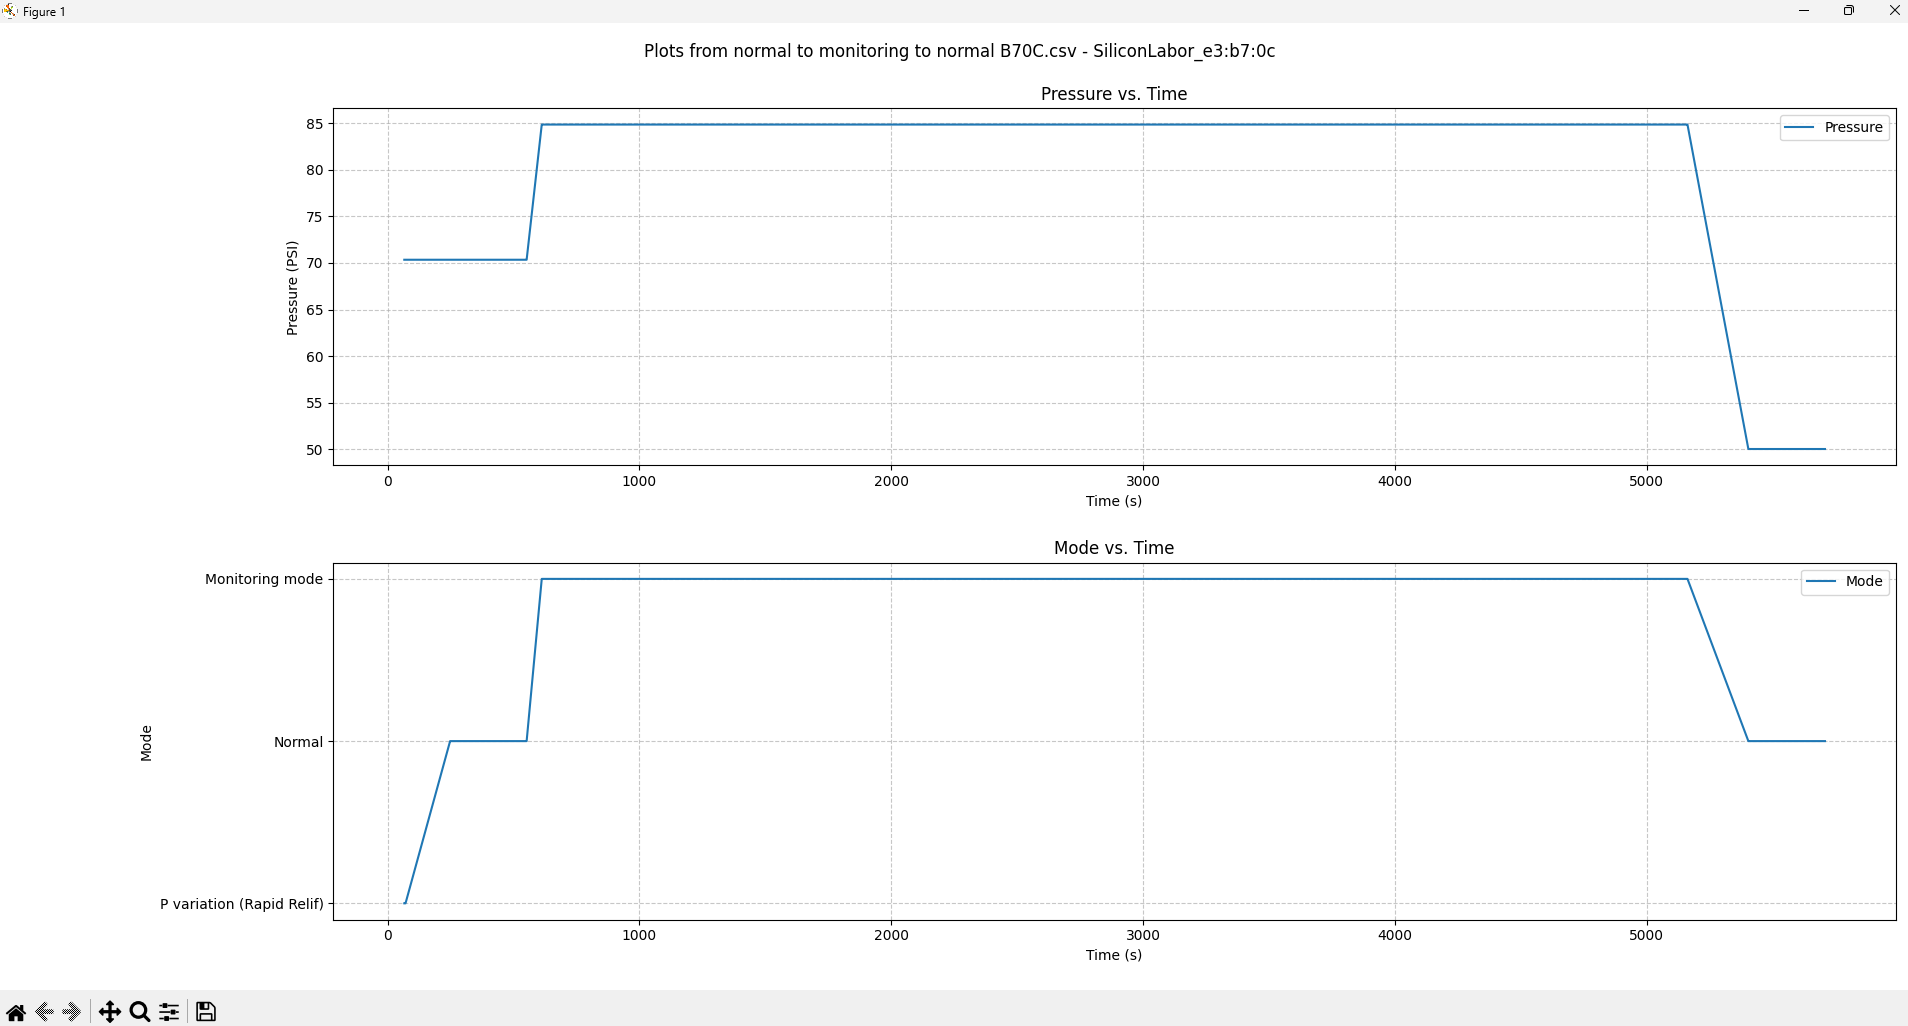 Figure 1
Plots from normal to monitoring to normal B70C.csv - SiliconLabor_e3:b7:0c
Pressure vs. Time
85
80
75
70
65
60
55
50
Pressure (PSI)
Pressure
0 1000 2000 3000 4000 5000
Time (s)
Mode vs. Time
Monitoring mode
Normal
P variation (Rapid Relif)
Mode
Mode
0 1000 2000 3000 4000 5000
Time (s)